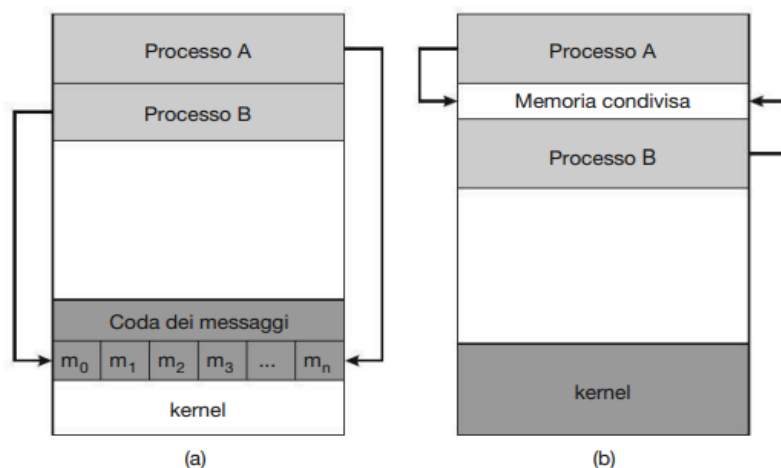 Processo A
Processo B
Coda dei messaggi
m0 m1 m2 m3 ... mn
kernel
(a)
Processo A
Memoria condivisa
Processo B
kernel
(b)